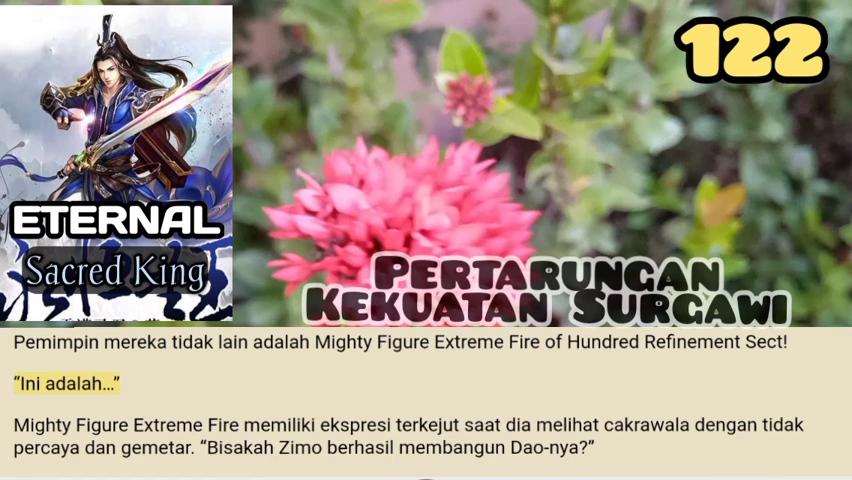 122
ETERNAL
Sacred King
PERTARUNGAN
KEKUATAN SURGAWI
Pemimpin mereka tidak lain adalah Mighty Figure Extreme Fire of Hundred Refinement Sect!
“Ini adalah…”
Mighty Figure Extreme Fire memiliki ekspresi terkejut saat dia melihat cakrawala dengan tidak
percaya dan gemetar. “Bisakah Zimo berhasil membangun Dao-nya?”